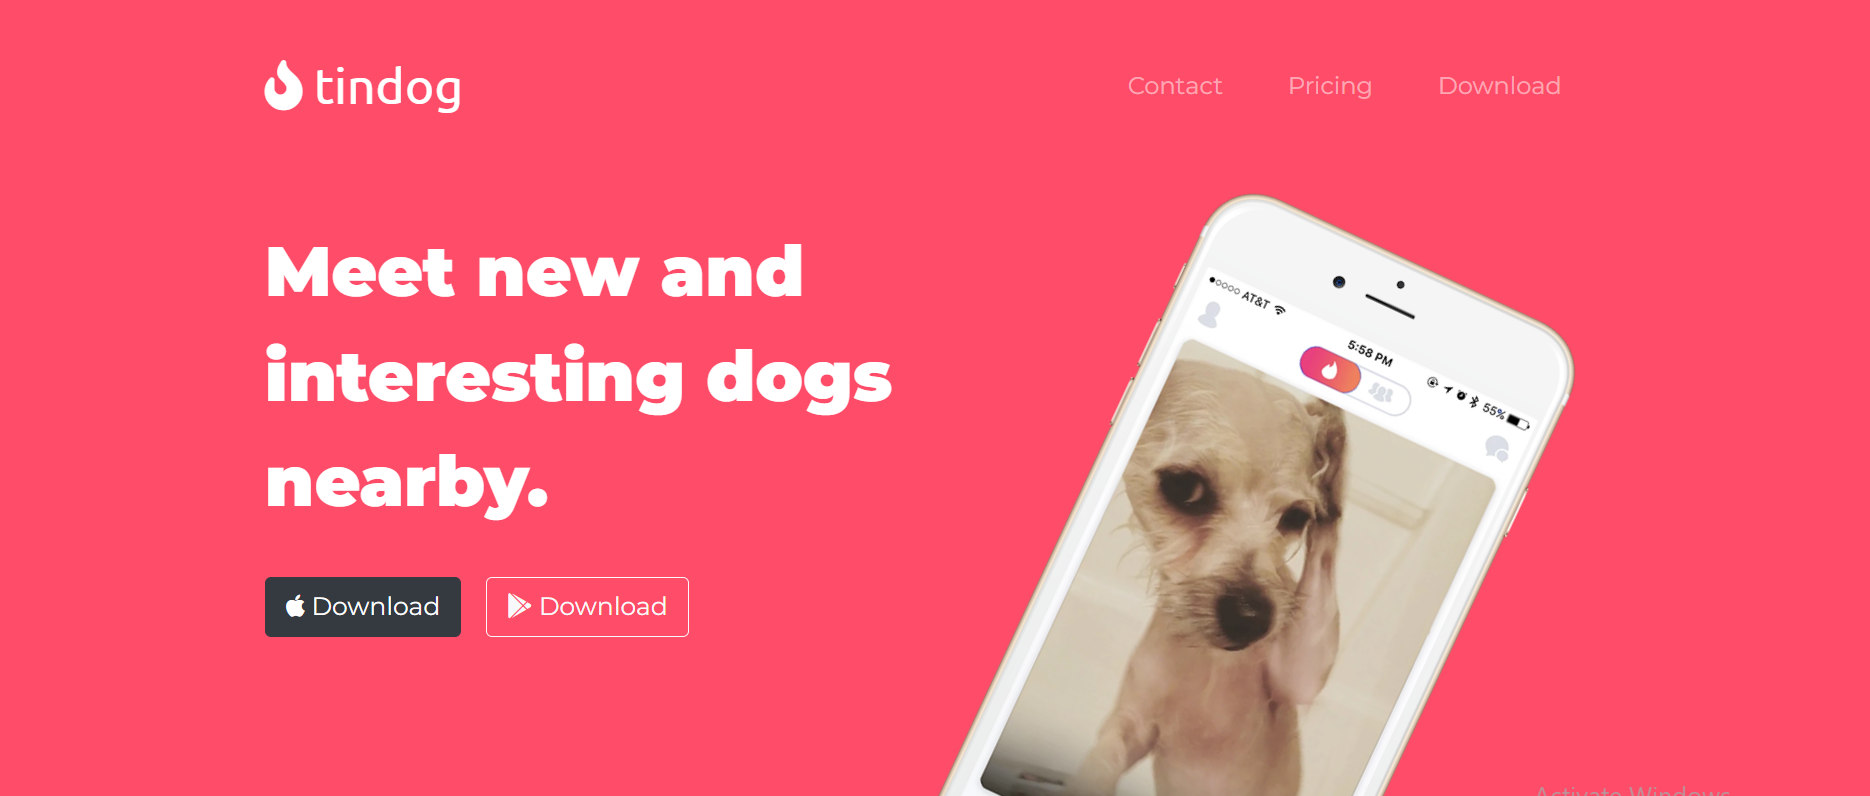 tindog
Contact Pricing Download
Meet new and
interesting dogs
nearby.
Download Download
AT&T
5:58 PM
55%
Activate Windows